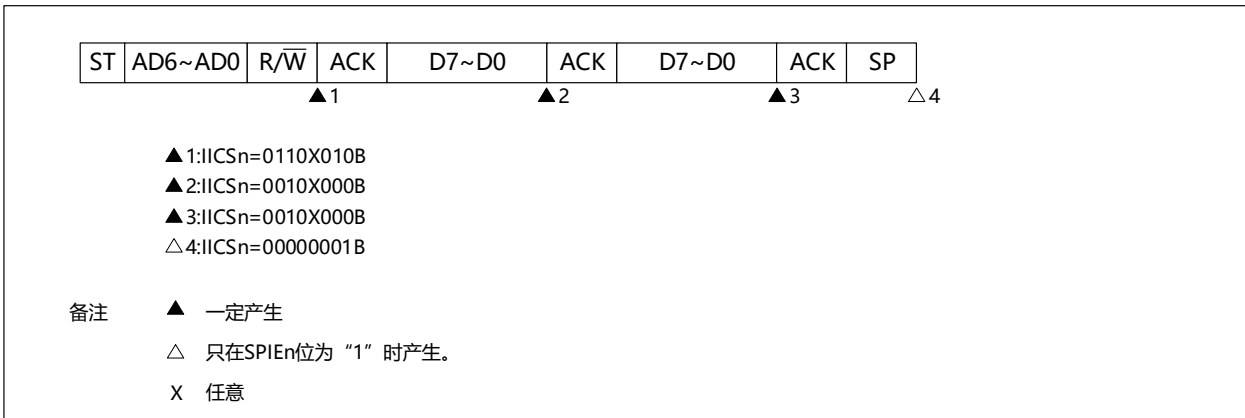 ST AD6~AD0 R/W̅ ACK D7~D0 ACK D7~D0 ACK SP
▲1 ▲2 ▲3 △4
▲1:IICSn=0110X010B
▲2:IICSn=0010X000B
▲3:IICSn=0010X000B
△4:IICSn=00000001B
备注 ▲ 一定产生
△ 只在SPIEn位为“1”时产生。
X 任意